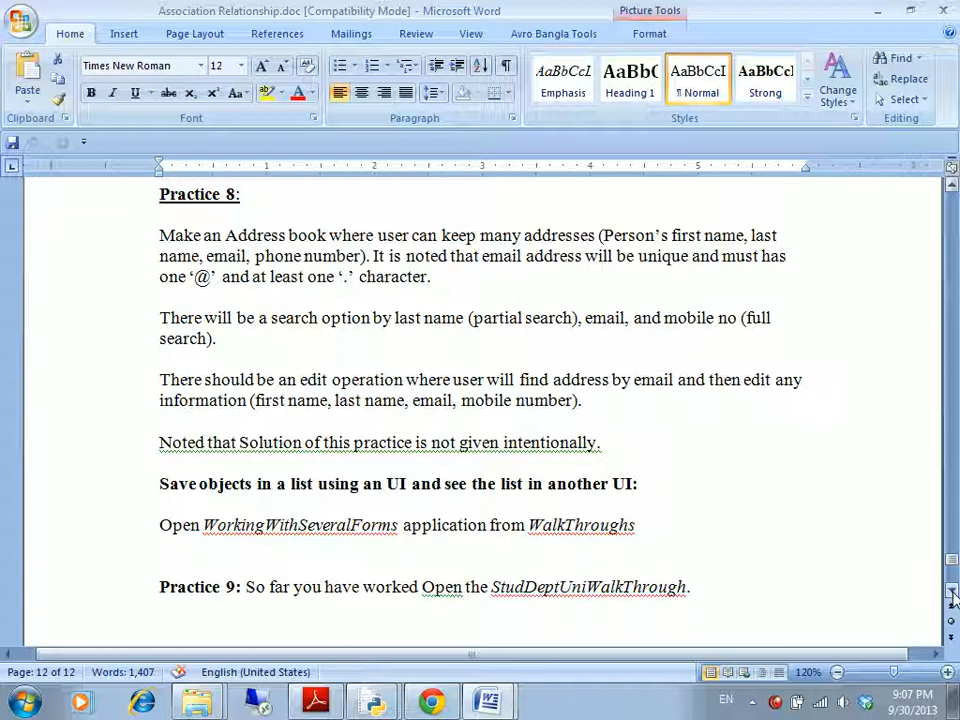 Association Relationship.doc [Compatibility Mode] - Microsoft Word
Picture Tools
Home Insert Page Layout References Mailings Review View Avro Bangla Tools Format
Times New Roman 12
AaBbCcI AaBbC AaBbCcI AaBbCcI
Find
Replace
Select
Paste
B I U abc x₂ x² Aa A
Emphasis Heading 1 ¶ Normal Strong
Change Styles
Clipboard Font Paragraph Styles Editing
1 2 3 4 5
Practice 8:
Make an Address book where user can keep many addresses (Person’s first name, last
name, email, phone number). It is noted that email address will be unique and must has
one ‘@’ and at least one ‘.’ character.
There will be a search option by last name (partial search), email, and mobile no (full
search).
There should be an edit operation where user will find address by email and then edit any
information (first name, last name, email, mobile number).
Noted that Solution of this practice is not given intentionally.
Save objects in a list using an UI and see the list in another UI:
Open WorkingWithSeveralForms application from WalkThroughs
Practice 9: So far you have worked Open the StudDeptUniWalkThrough.
Page: 12 of 12 Words: 1,407 English (United States) 120%
EN 9:07 PM
9/30/2013